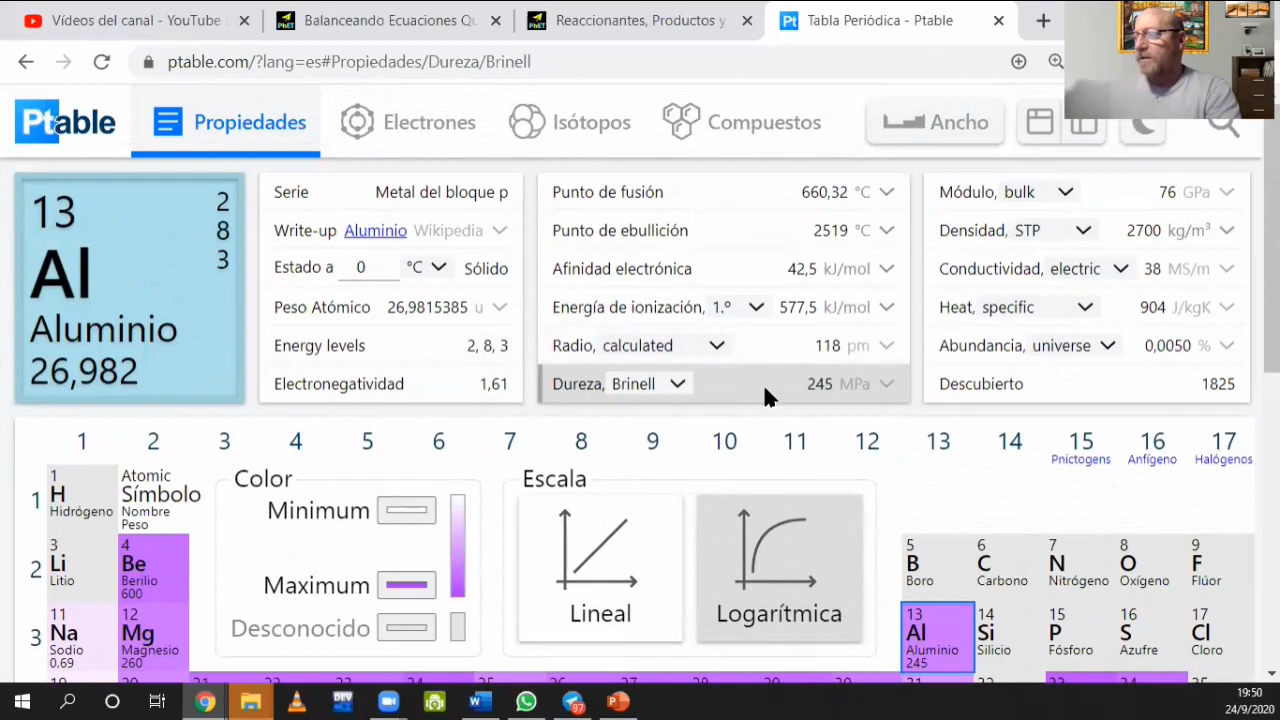 Vídeos del canal - YouTube
Balanceando Ecuaciones Qu
Reaccionantes, Productos y
Tabla Periódica - Ptable
ptable.com/?lang=es#Propiedades/Dureza/Brinell
Ptable
Propiedades
Electrones
Isótopos
Compuestos
Ancho
13
Al
Aluminio
26,982
2
8
3
Serie Metal del bloque p
Write-up Aluminio Wikipedia
Estado a 0 °C Sólido
Peso Atómico 26,9815385 u
Energy levels 2, 8, 3
Electronegatividad 1,61
Punto de fusión 660,32 °C
Punto de ebullición 2519 °C
Afinidad electrónica 42,5 kJ/mol
Energía de ionización, 1.º 577,5 kJ/mol
Radio, calculated 118 pm
Dureza, Brinell 245 MPa
Módulo, bulk 76 GPa
Densidad, STP 2700 kg/m³
Conductividad, electric 38 MS/m
Heat, specific 904 J/kgK
Abundancia, universe 0,0050 %
Descubierto 1825
1 2 3 4 5 6 7 8 9 10 11 12 13 14 15 16 17
Pnictogens Anfígeno Halógenos
1
1
H
Hidrógeno
Atomic
Símbolo
Nombre
Peso
Color
Minimum
Maximum
Desconocido
Escala
Lineal
Logarítmica
2
3
Li
Litio
4
Be
Berilio
600
5
B
Boro
6
C
Carbono
7
N
Nitrógeno
8
O
Oxígeno
9
F
Flúor
3
11
Na
Sodio
0,69
12
Mg
Magnesio
260
13
Al
Aluminio
245
14
Si
Silicio
15
P
Fósforo
16
S
Azufre
17
Cl
Cloro
DEV
97
19:50
24/9/2020